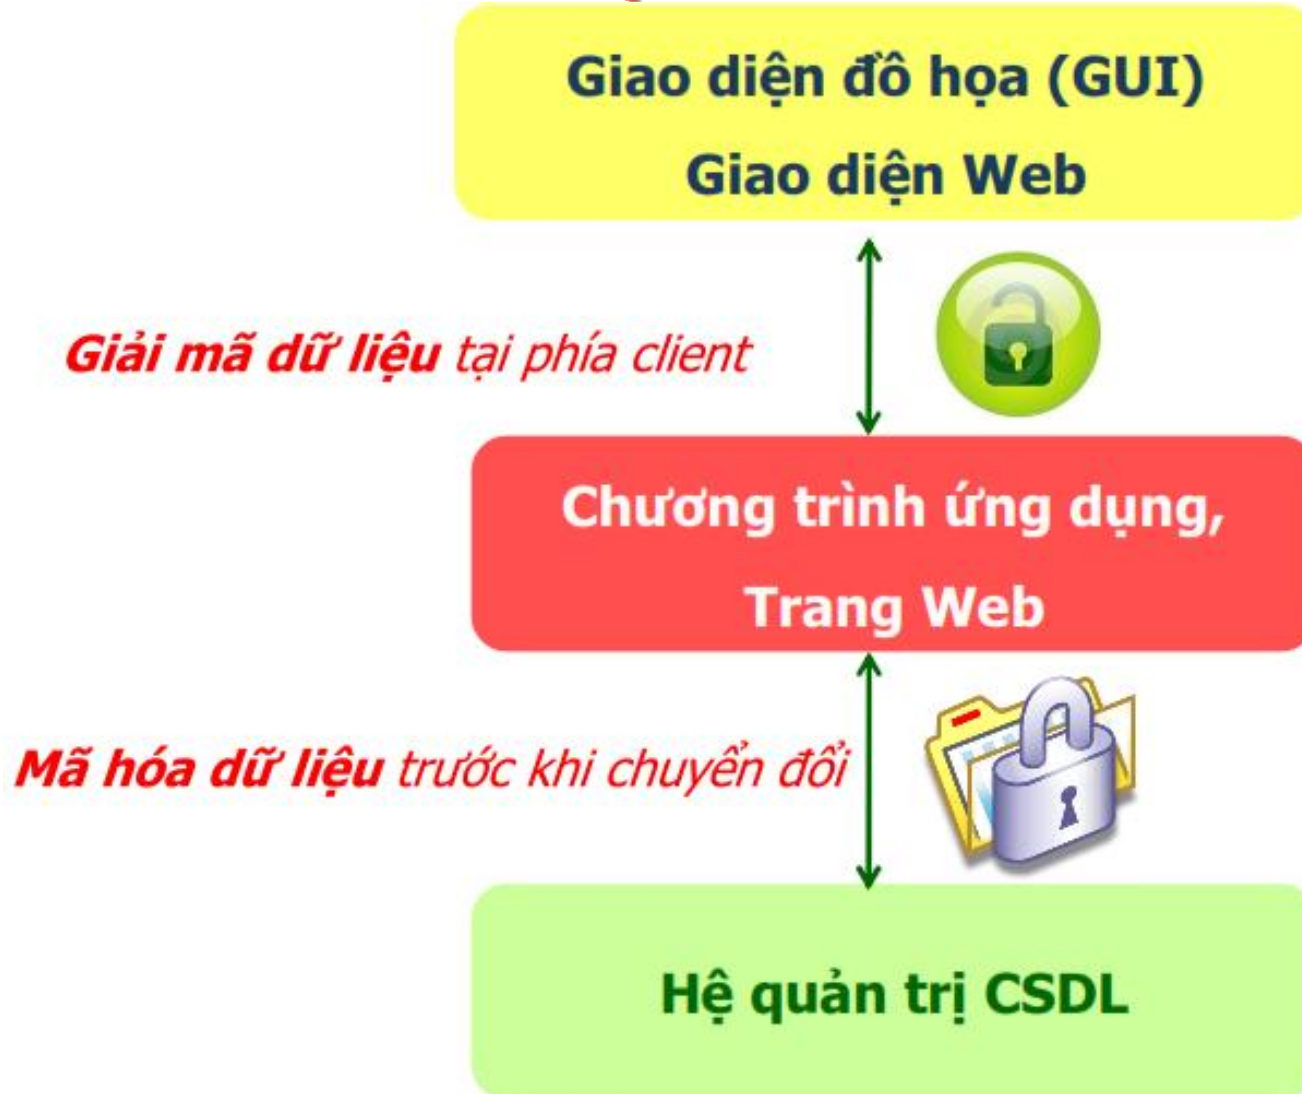 Giao diện đồ họa (GUI)
Giao diện Web
Giải mã dữ liệu tại phía client
Chương trình ứng dụng,
Trang Web
Mã hóa dữ liệu trước khi chuyển đổi
Hệ quản trị CSDL